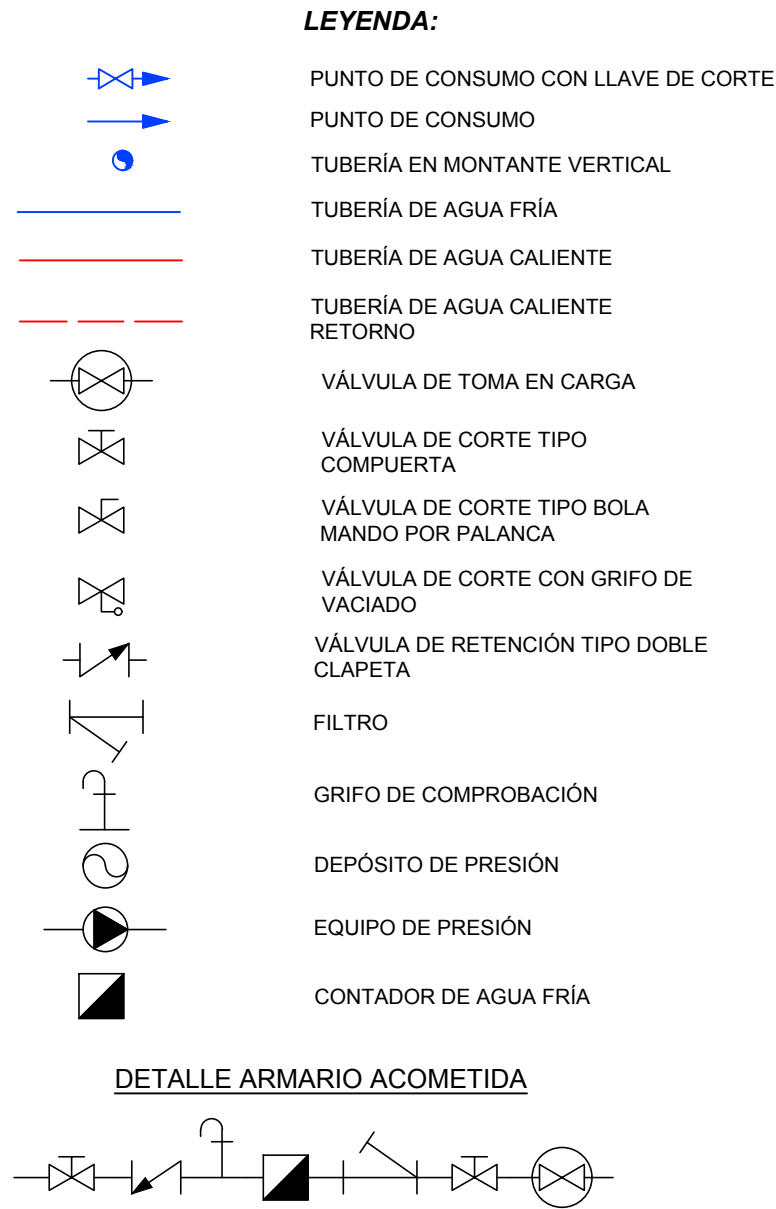 LEYENDA:
PUNTO DE CONSUMO CON LLAVE DE CORTE
PUNTO DE CONSUMO
TUBERÍA EN MONTANTE VERTICAL
TUBERÍA DE AGUA FRÍA
TUBERÍA DE AGUA CALIENTE
TUBERÍA DE AGUA CALIENTE
RETORNO
VÁLVULA DE TOMA EN CARGA
VÁLVULA DE CORTE TIPO
COMPUERTA
VÁLVULA DE CORTE TIPO BOLA
MANDO POR PALANCA
VÁLVULA DE CORTE CON GRIFO DE
VACIADO
VÁLVULA DE RETENCIÓN TIPO DOBLE
CLAPETA
FILTRO
GRIFO DE COMPROBACIÓN
DEPÓSITO DE PRESIÓN
EQUIPO DE PRESIÓN
CONTADOR DE AGUA FRÍA
DETALLE ARMARIO ACOMETIDA